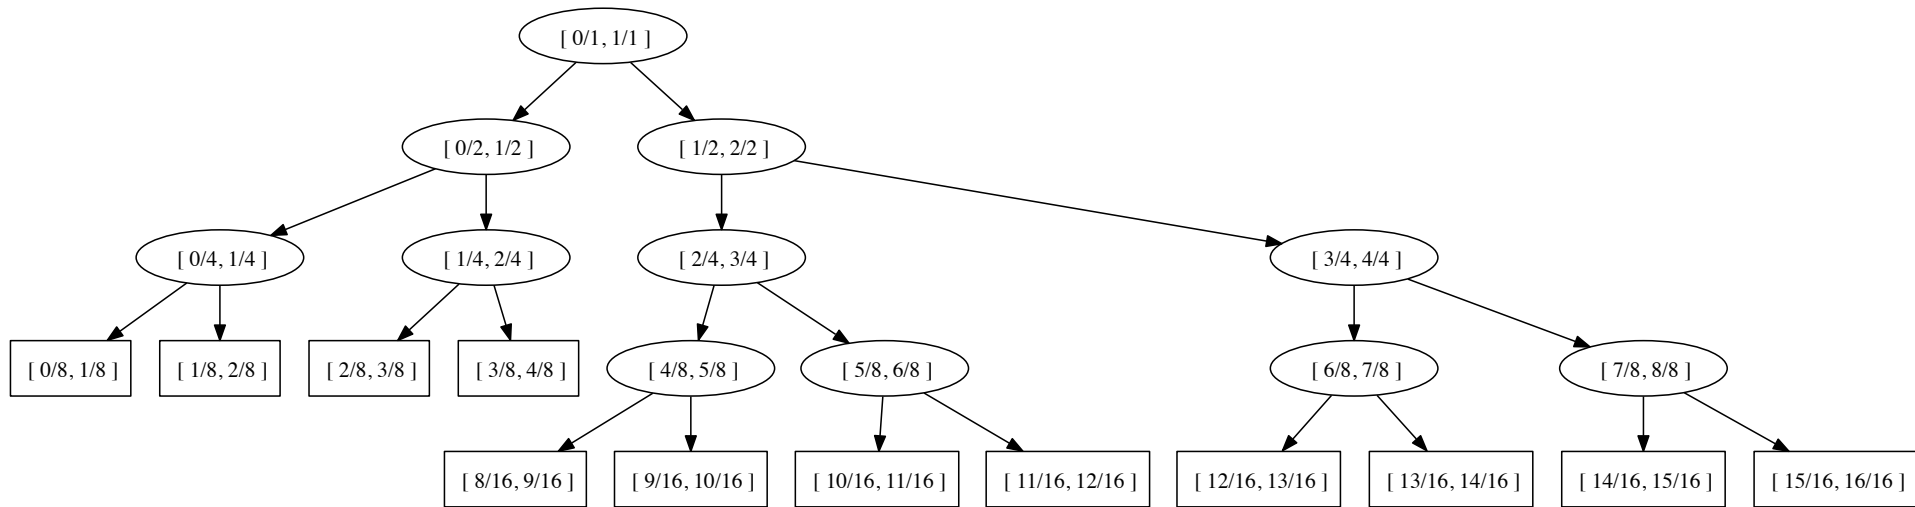 [ 0/1, 1/1 ]
[ 0/2, 1/2 ]
[ 1/2, 2/2 ]
[ 0/4, 1/4 ]
[ 1/4, 2/4 ]
[ 2/4, 3/4 ]
[ 3/4, 4/4 ]
[ 0/8, 1/8 ]
[ 1/8, 2/8 ]
[ 2/8, 3/8 ]
[ 3/8, 4/8 ]
[ 4/8, 5/8 ]
[ 5/8, 6/8 ]
[ 6/8, 7/8 ]
[ 7/8, 8/8 ]
[ 8/16, 9/16 ]
[ 9/16, 10/16 ]
[ 10/16, 11/16 ]
[ 11/16, 12/16 ]
[ 12/16, 13/16 ]
[ 13/16, 14/16 ]
[ 14/16, 15/16 ]
[ 15/16, 16/16 ]